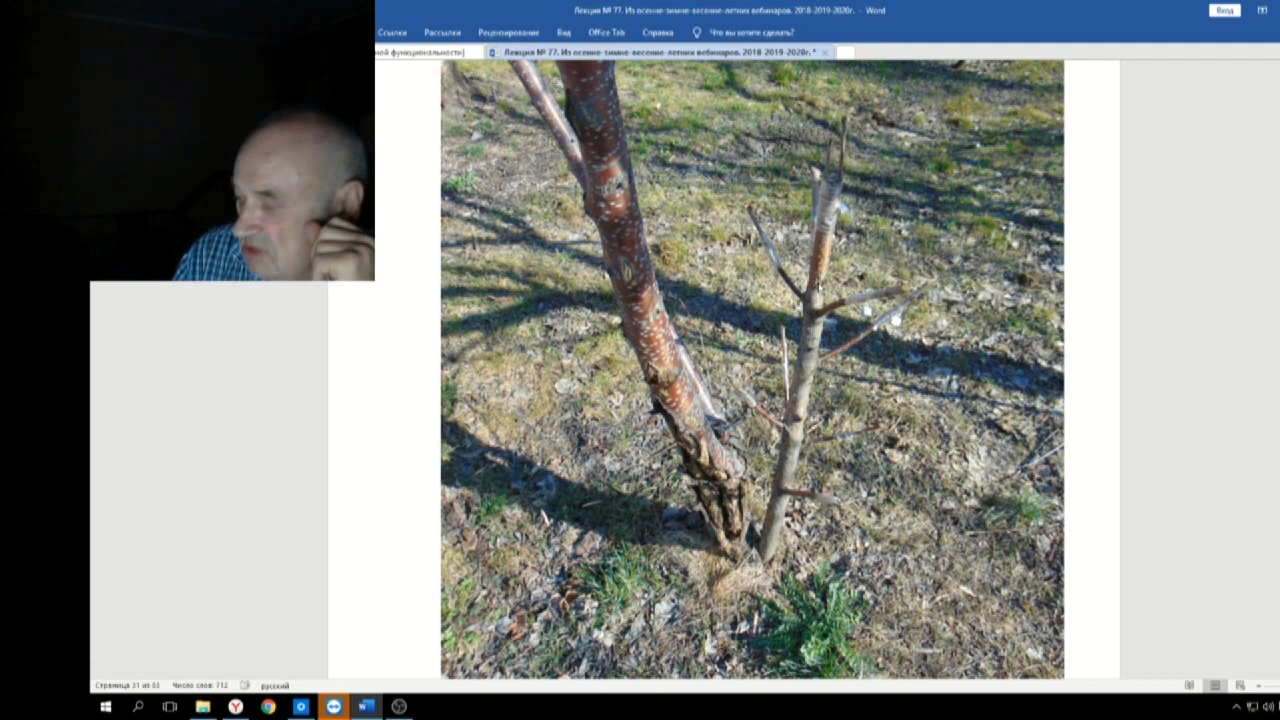 Лекция № 77. Из осенне-зимне-весенне-летних вебинаров. 2018-2019-2020г. - Word
Вход
Ссылки Рассылки Рецензирование Вид Office Tab Справка Что вы хотите сделать?
ной функциональности]
Лекция № 77. Из осенне-зимне-весенне-летних вебинаров. 2018-2019-2020г. *
Страница 31 из 83 Число слов: 712 русский